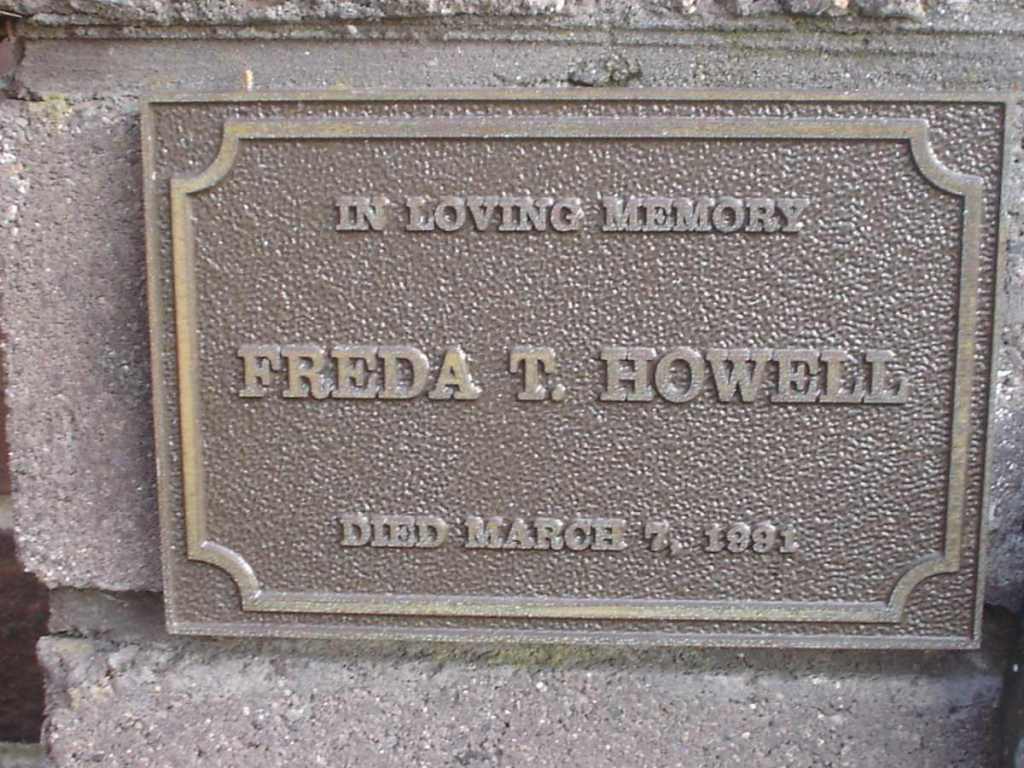 IN LOVING MEMORY
FREDA T. HOWELL
DIED MARCH 7, 1991